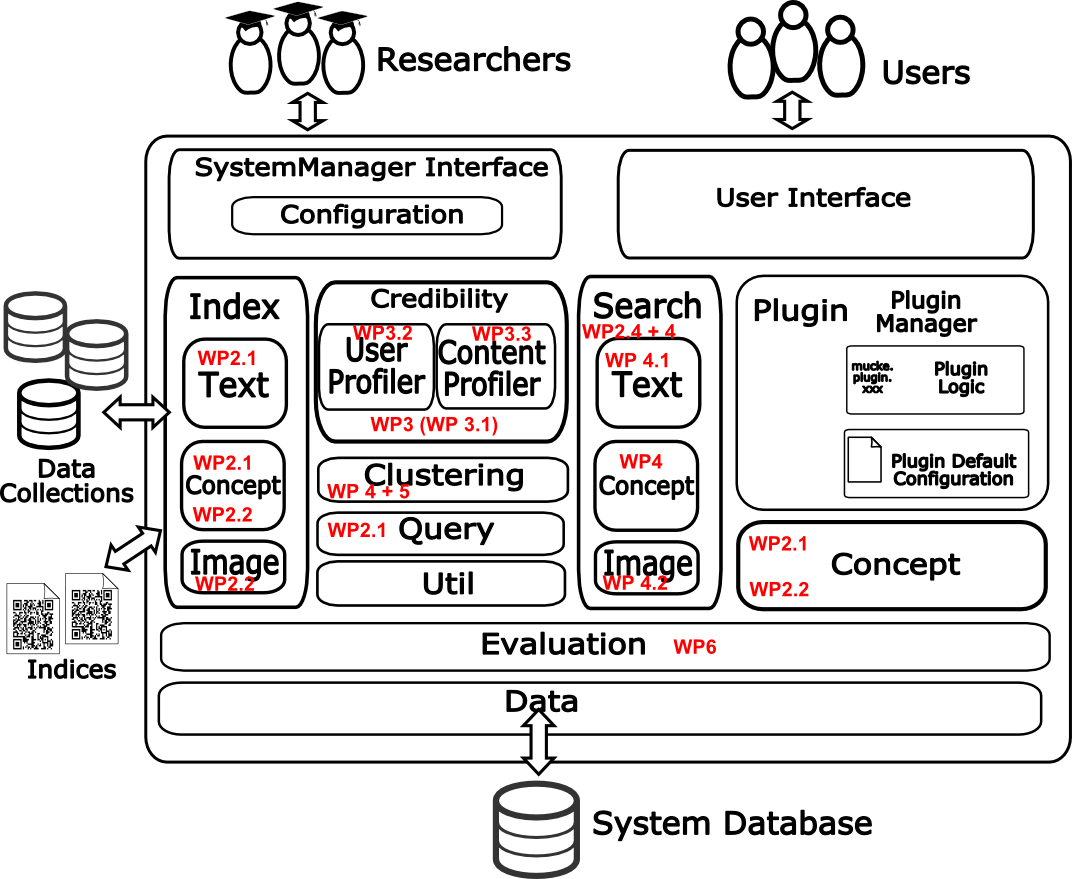 Researchers
Users
SystemManager Interface
Configuration
User Interface
Index
WP2.1
Text
WP2.1
Concept
WP2.2
Image
WP2.2
Credibility
WP3.2
User
Profiler
WP3.3
Content
Profiler
WP3 (WP 3.1)
Clustering
WP 4 + 5
WP2.1 Query
Util
Search
WP2.4 + 4
WP 4.1
Text
WP4
Concept
Image
WP 4.2
Plugin
Plugin
Manager
mucke.
plugin.
xxx
Plugin
Logic
Plugin Default
Configuration
WP2.1
Concept
WP2.2
Data
Collections
Indices
Evaluation WP6
Data
System Database